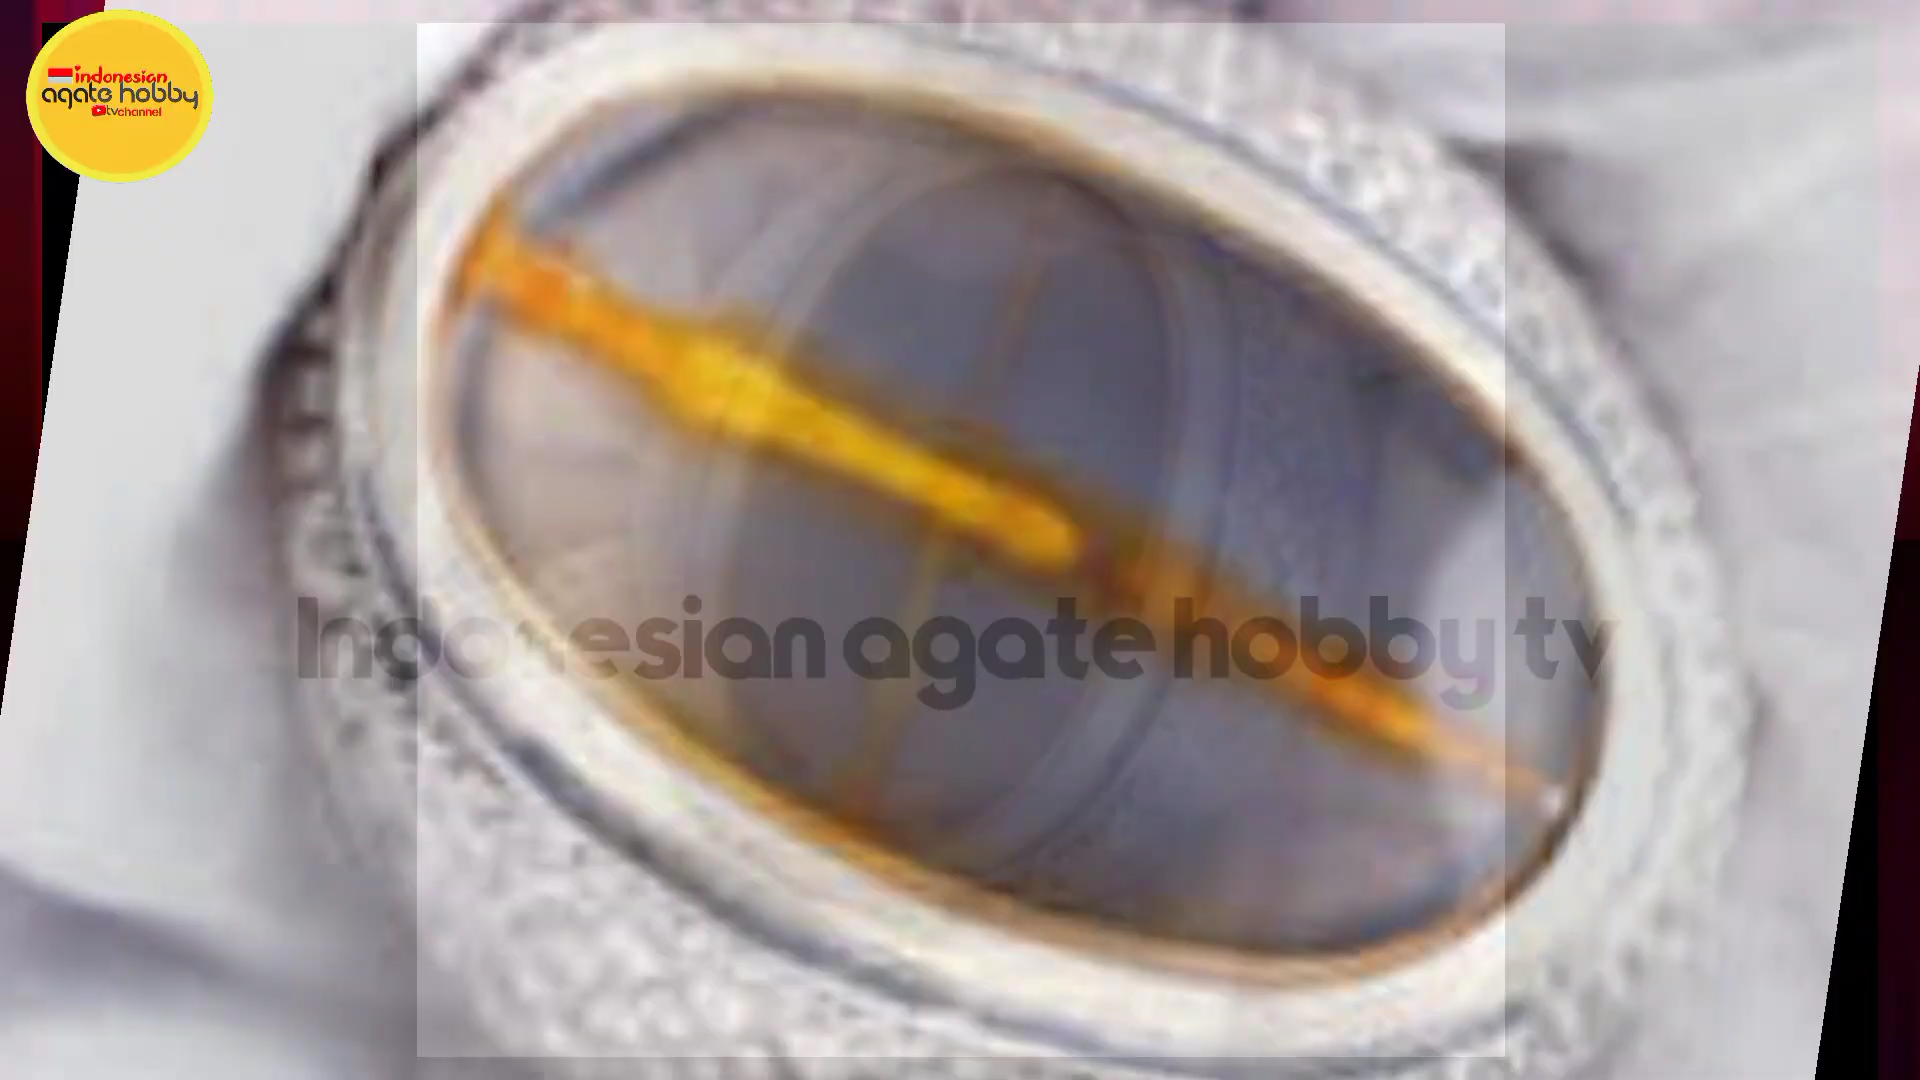 indonesian
agate hobby
tvchannel
Indonesian agate hobby tv